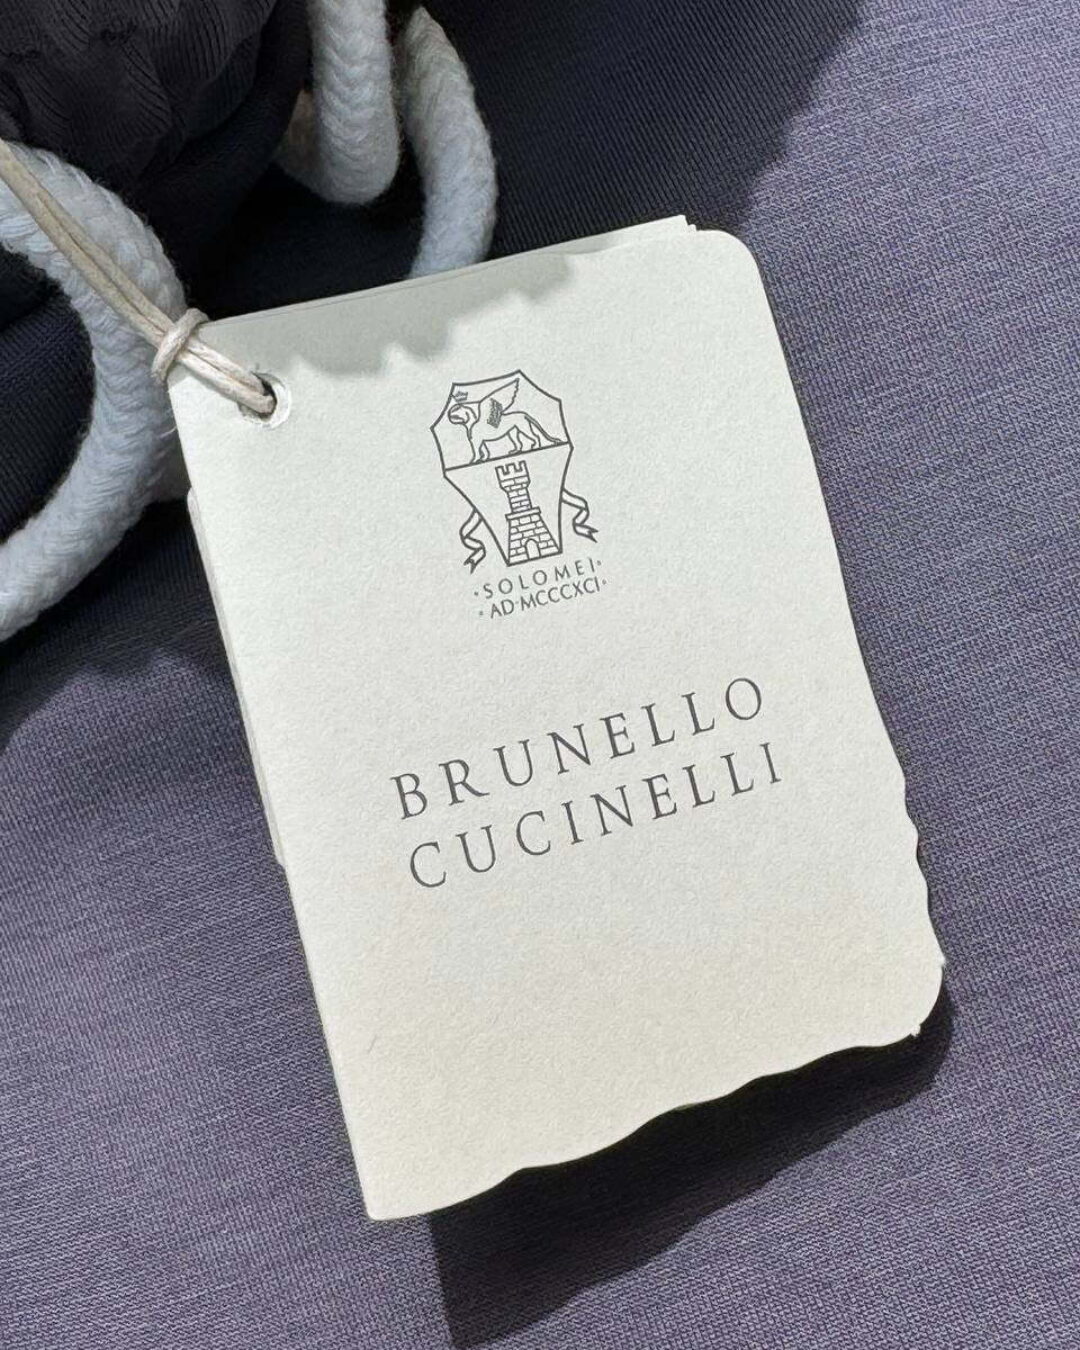 ·SOLOMEI·
·AD·MCCCXCI·
BRUNELLO
CUCINELLI